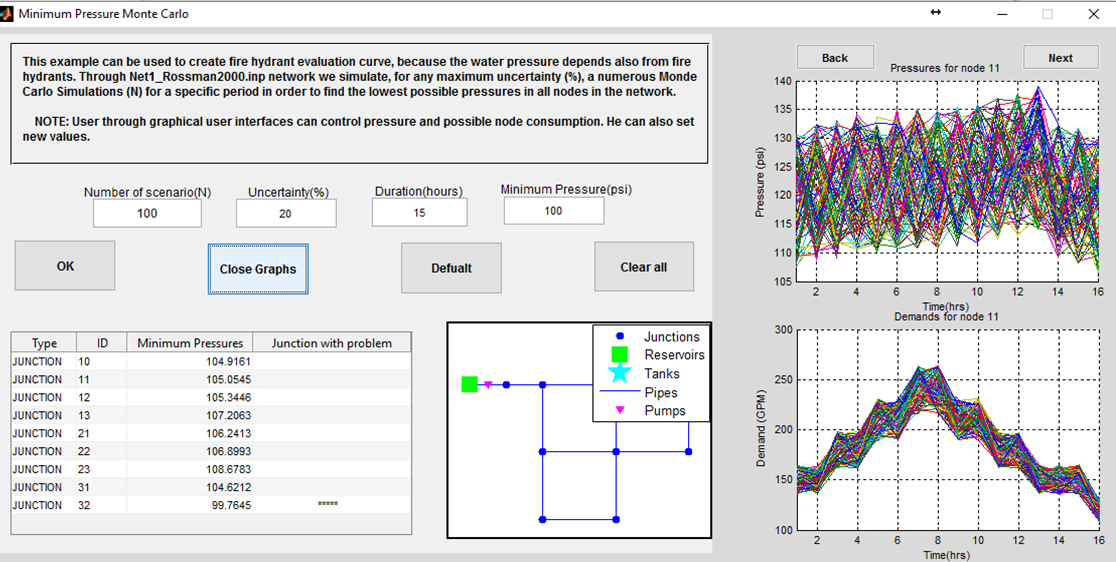 Minimum Pressure Monte Carlo
This example can be used to create fire hydrant evaluation curve, because the water pressure depends also from fire
hydrants. Through Net1_Rossman2000.inp network we simulate, for any maximum uncertainty (%), a numerous Monte
Carlo Simulations (N) for a specific period in order to find the lowest possible pressures in all nodes in the network.
NOTE: User through graphical user interface can control pressure and possible node consumption. He can also set
new values.
Number of scenario(N) Uncertainty(%) Duration(hours) Minimum Pressure(psi)
100 20 15 100
OK Close Graphs Defualt Clear all
Type ID Minimum Pressures Junction with problem
JUNCTION 10 104.9161
JUNCTION 11 105.0545
JUNCTION 12 105.3446
JUNCTION 13 107.2063
JUNCTION 21 106.2413
JUNCTION 22 106.8993
JUNCTION 23 108.6783
JUNCTION 31 104.6212
JUNCTION 32 99.7645 *****
Junctions
Reservoirs
Tanks
Pipes
Pumps
Back Next
Pressures for node 11
Pressure (psi)
140
135
130
125
120
115
110
105
2 4 6 8 10 12 14 16
Time(hrs)
Demands for node 11
Demand (GPM)
300
250
200
150
100
2 4 6 8 10 12 14 16
Time(hrs)